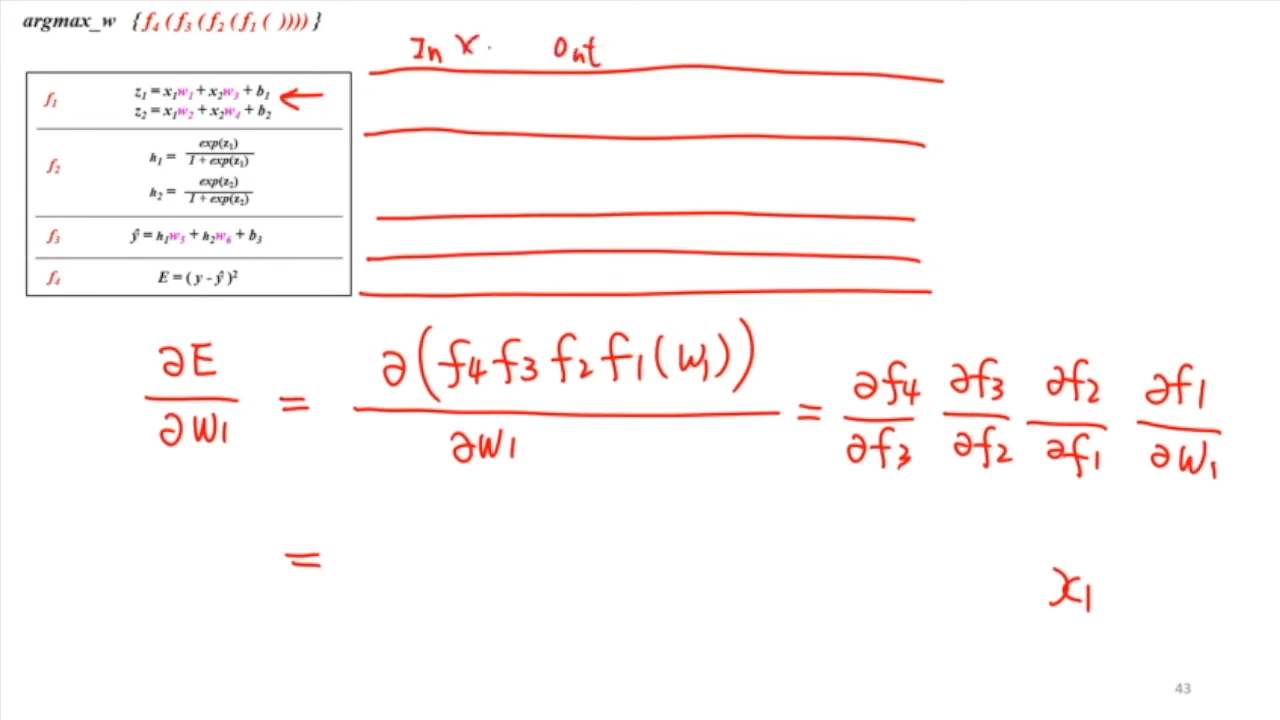 argmax_w {f₄ (f₃ (f₂ (f₁ ( ))))}
In X. Out
f₁ z₁ = x₁w₁ + x₂w₃ + b₁ ←
z₂ = x₁w₂ + x₂w₄ + b₂
f₂ h₁ = exp(z₁) / 1 + exp(z₁)
h₂ = exp(z₂) / 1 + exp(z₂)
f₃ ŷ = h₁w₅ + h₂w₆ + b₃
f₄ E = ( y - ŷ )²
∂E / ∂w₁ = ∂(f₄ f₃ f₂ f₁(w₁)) / ∂w₁ = ∂f₄ / ∂f₃ ∂f₃ / ∂f₂ ∂f₂ / ∂f₁ ∂f₁ / ∂w₁
= x₁
43